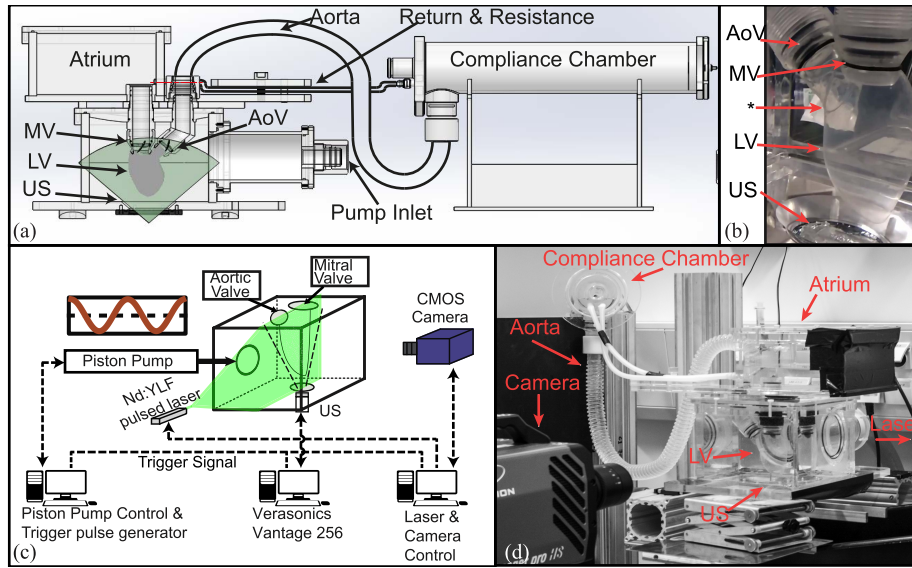 Aorta
Return & Resistance
Atrium
Compliance Chamber
MV
AoV
LV
US
Pump Inlet
(a)
AoV
MV
*
LV
US
(b)
Mitral
Valve
Aortic
Valve
CMOS
Camera
Piston Pump
Nd:YLF
pulsed laser
US
Trigger Signal
Piston Pump Control &
Trigger pulse generator
Verasonics
Vantage 256
Laser &
Camera
Control
(c)
Compliance Chamber
Atrium
Aorta
Camera
Laser
LV
US
(d)